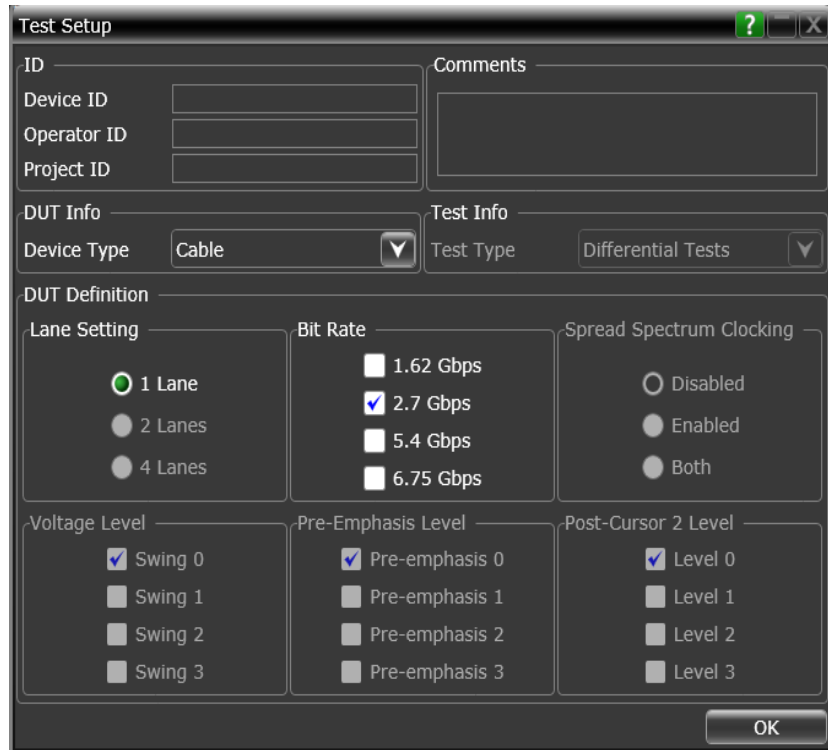 Test Setup
?
X
ID
Comments
Device ID
Operator ID
Project ID
DUT Info
Test Info
Device Type Cable
Test Type Differential Tests
DUT Definition
Lane Setting
Bit Rate
Spread Spectrum Clocking
1 Lane
2 Lanes
4 Lanes
1.62 Gbps
2.7 Gbps
5.4 Gbps
6.75 Gbps
Disabled
Enabled
Both
Voltage Level
Pre-Emphasis Level
Post-Cursor 2 Level
Swing 0
Swing 1
Swing 2
Swing 3
Pre-emphasis 0
Pre-emphasis 1
Pre-emphasis 2
Pre-emphasis 3
Level 0
Level 1
Level 2
Level 3
OK